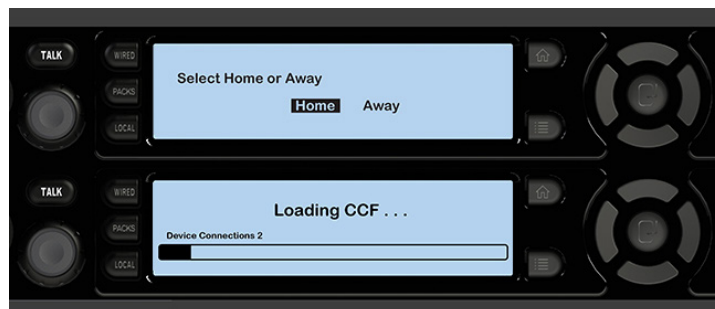 TALK
WIRED
PACKS
LOCAL
Select Home or Away
Home Away
TALK
WIRED
PACKS
LOCAL
Loading CCF . . .
Device Connections 2